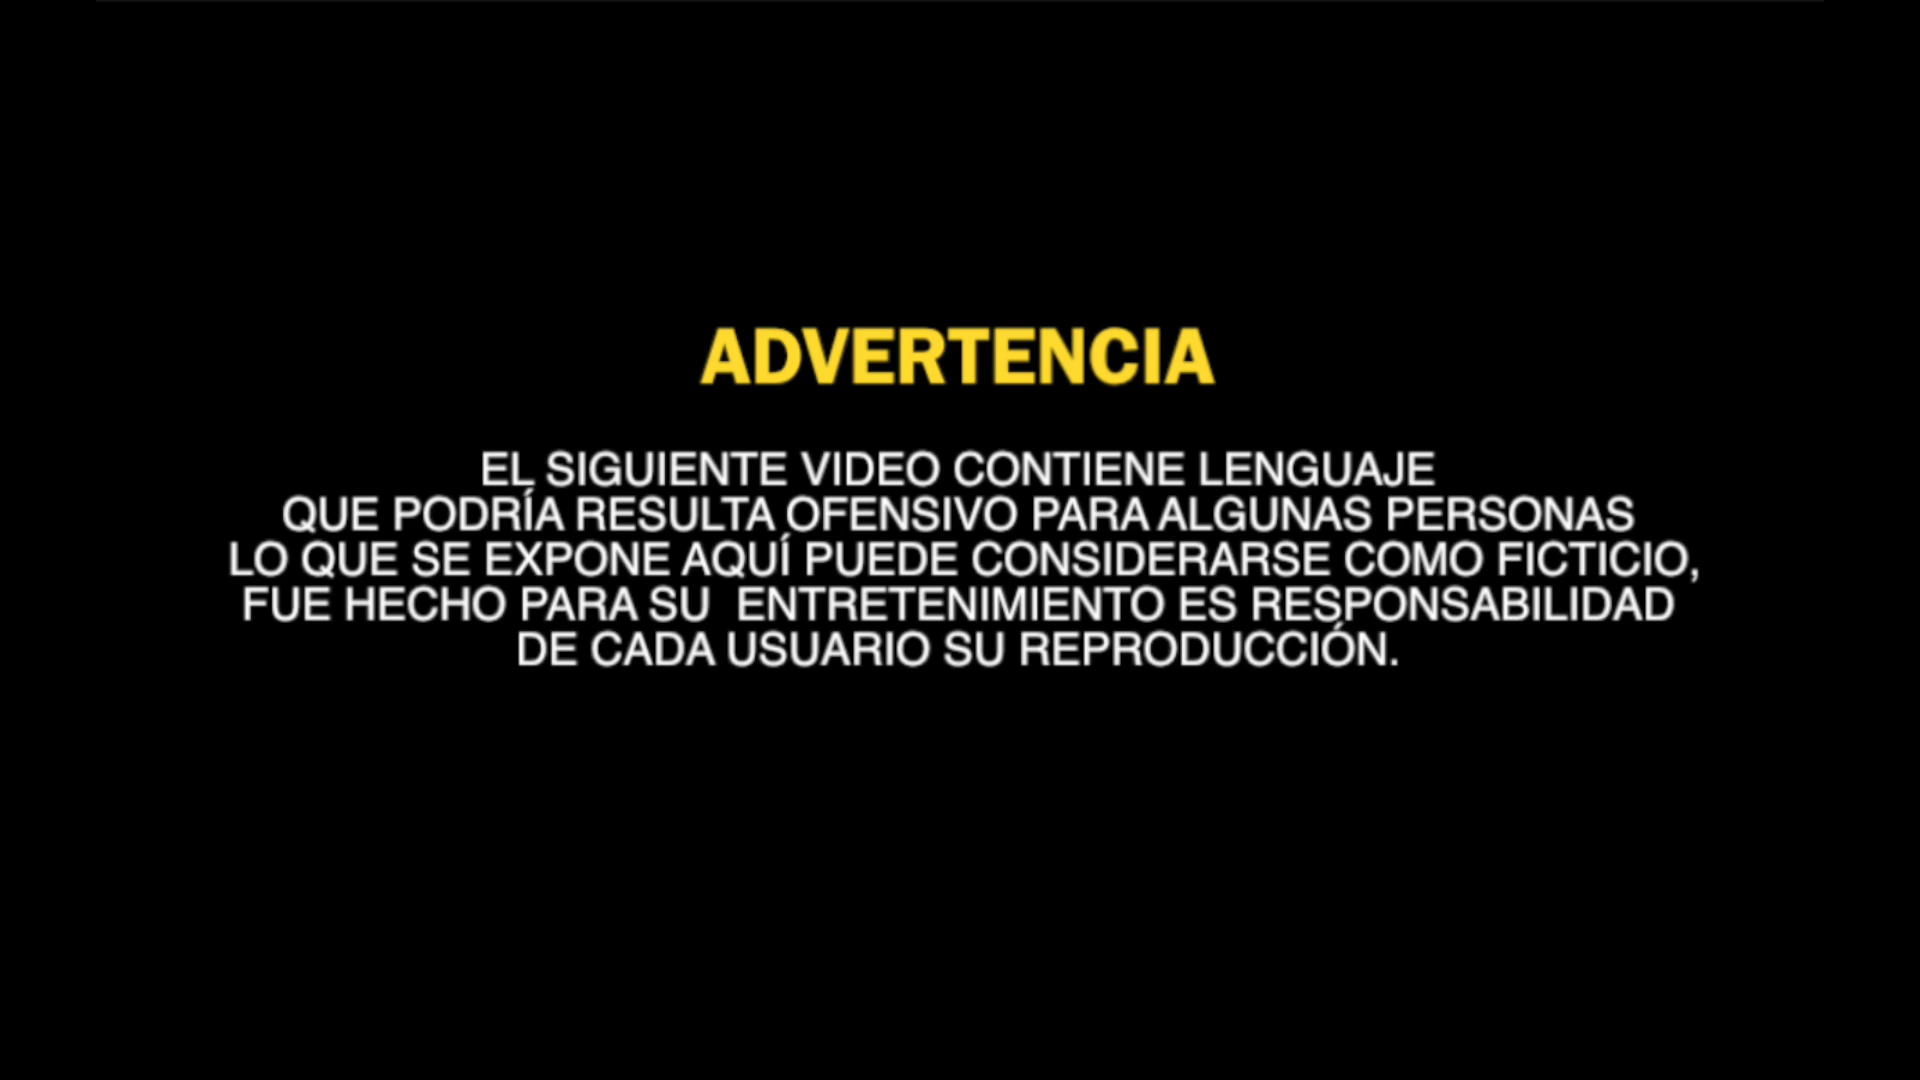 ADVERTENCIA
EL SIGUIENTE VIDEO CONTIENE LENGUAJE
QUE PODRÍA RESULTA OFENSIVO PARA ALGUNAS PERSONAS
LO QUE SE EXPONE AQUÍ PUEDE CONSIDERARSE COMO FICTICIO,
FUE HECHO PARA SU  ENTRETENIMIENTO ES RESPONSABILIDAD
DE CADA USUARIO SU REPRODUCCIÓN.